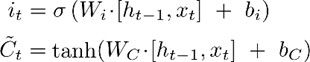 i_t = σ (W_i·[h_{t−1}, x_t] + b_i)
C̃_t = tanh(W_C·[h_{t−1}, x_t] + b_C)